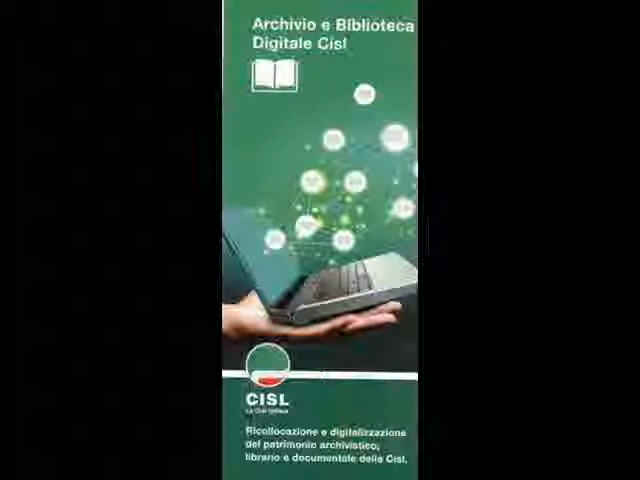 Archivio e Biblioteca
Digitale Cisl
CISL
Ricollocazione e digitalizzazione
del patrimonio archivistico,
librario e documentale della Cisl.